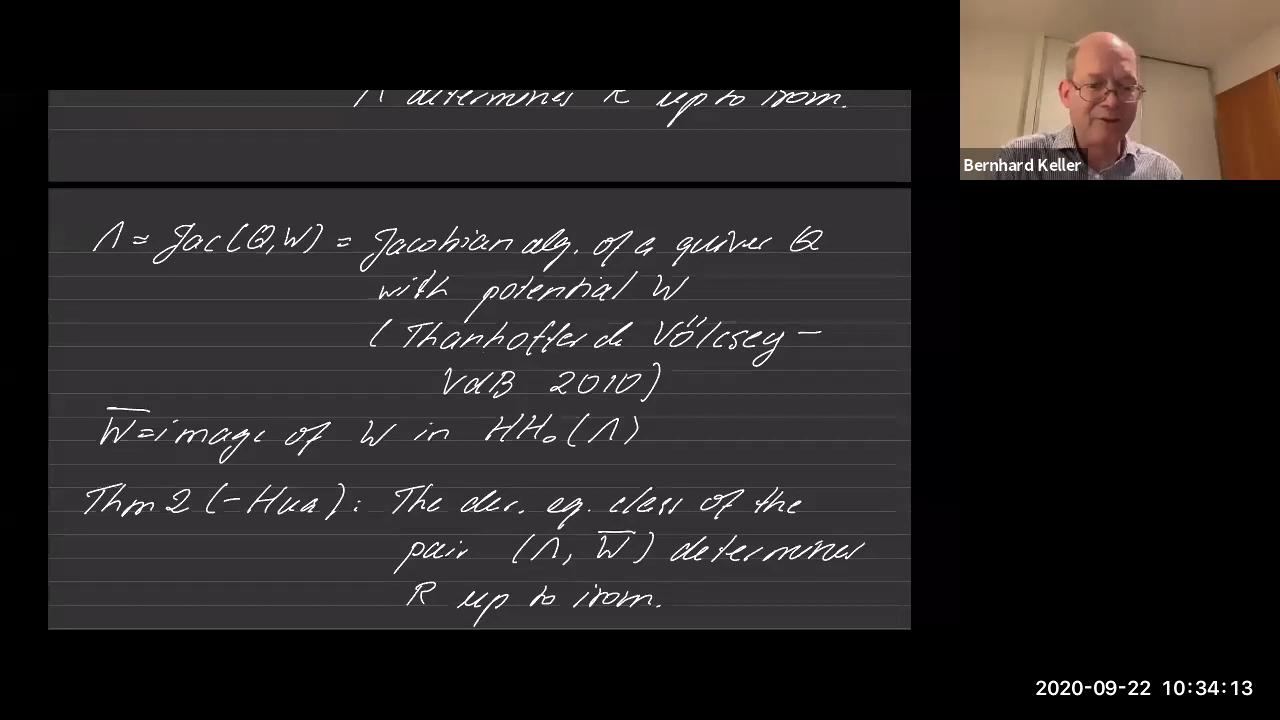 Λ determines R up to isom.
Λ ≃ Jac(Q,W) = Jacobian alg. of a quiver Q
with potential W
(Thanhoffer de Völcsey –
VdB 2010)
W̅ = image of W in HH₀(Λ)
Thm 2 (–Hua): The der. eq. class of the
pair (Λ, W̅) determines
R up to isom.
Bernhard Keller
2020-09-22 10:34:13